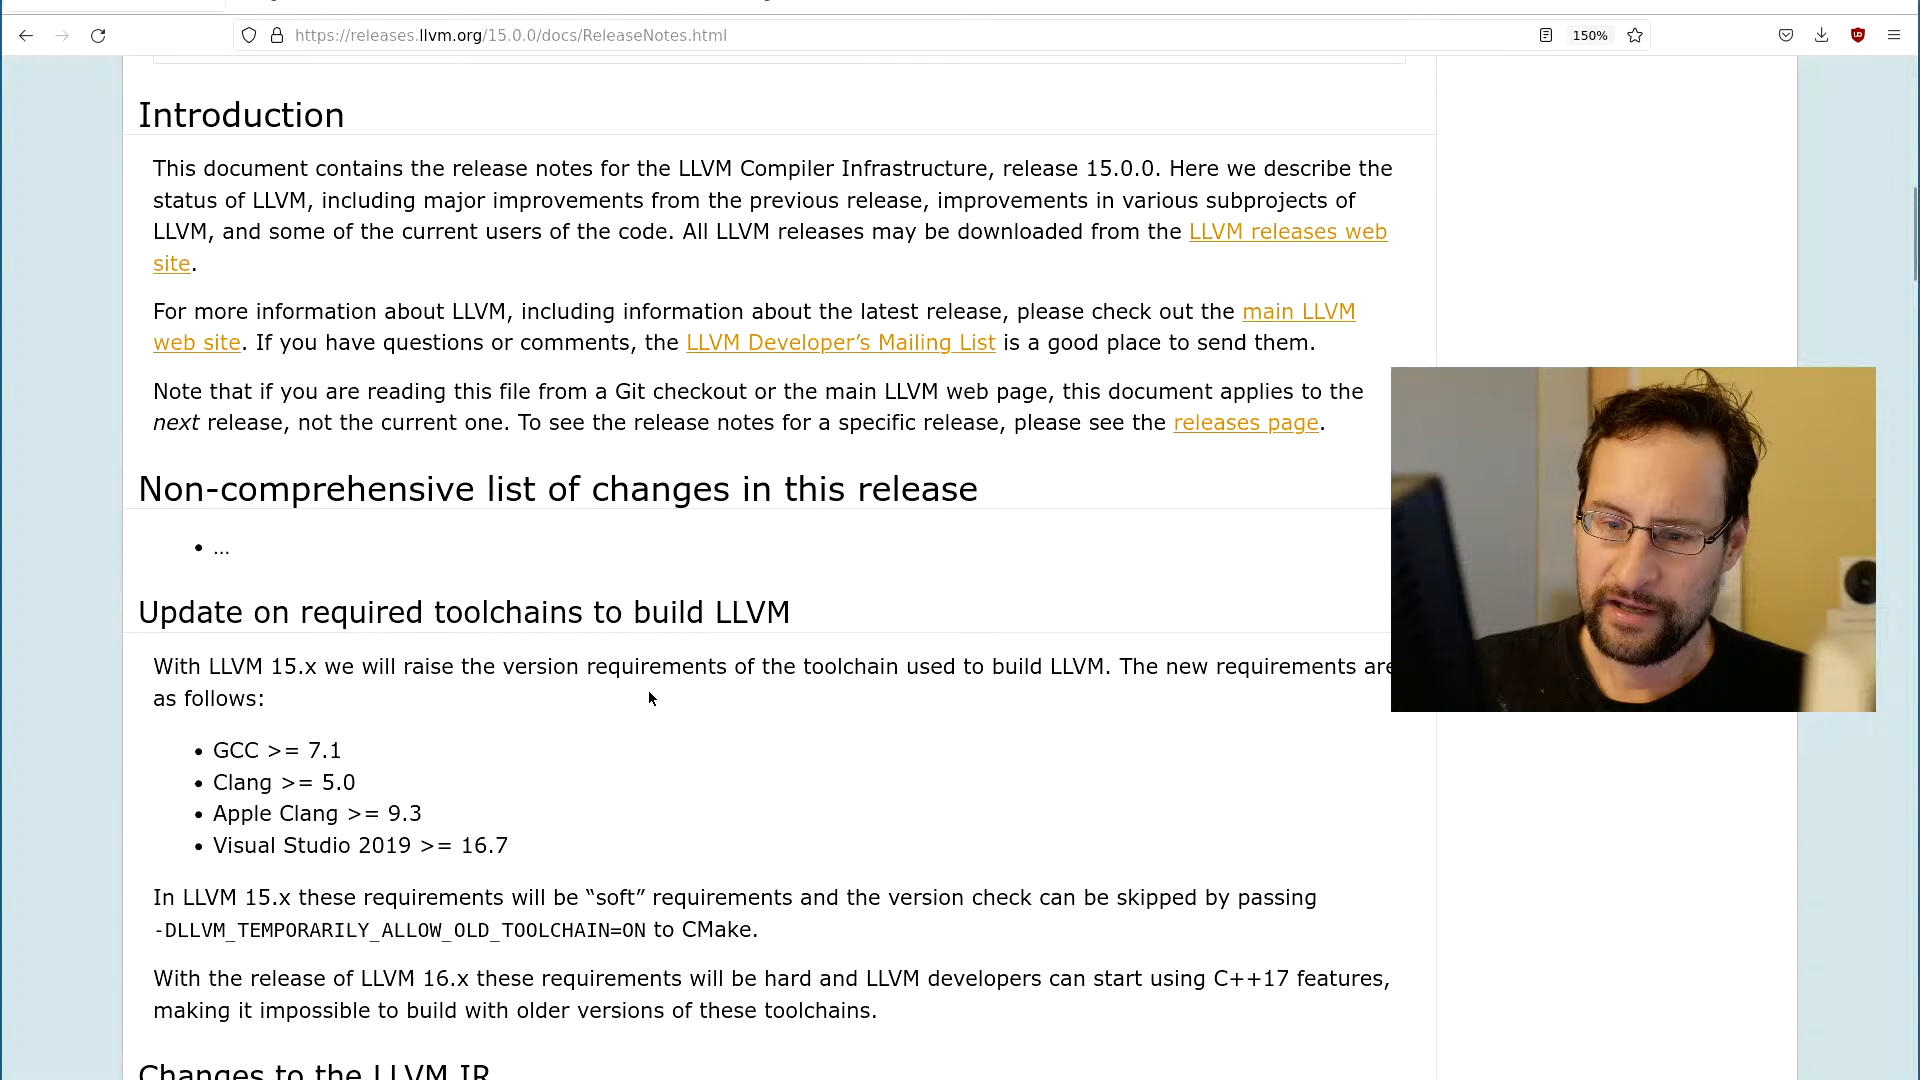 https://releases.llvm.org/15.0.0/docs/ReleaseNotes.html
150%
Introduction
This document contains the release notes for the LLVM Compiler Infrastructure, release 15.0.0. Here we describe the
status of LLVM, including major improvements from the previous release, improvements in various subprojects of
LLVM, and some of the current users of the code. All LLVM releases may be downloaded from the LLVM releases web
site.
For more information about LLVM, including information about the latest release, please check out the main LLVM
web site. If you have questions or comments, the LLVM Developer’s Mailing List is a good place to send them.
Note that if you are reading this file from a Git checkout or the main LLVM web page, this document applies to the
next release, not the current one. To see the release notes for a specific release, please see the releases page.
Non-comprehensive list of changes in this release
• …
Update on required toolchains to build LLVM
With LLVM 15.x we will raise the version requirements of the toolchain used to build LLVM. The new requirements are
as follows:
• GCC >= 7.1
• Clang >= 5.0
• Apple Clang >= 9.3
• Visual Studio 2019 >= 16.7
In LLVM 15.x these requirements will be “soft” requirements and the version check can be skipped by passing
-DLLVM_TEMPORARILY_ALLOW_OLD_TOOLCHAIN=ON to CMake.
With the release of LLVM 16.x these requirements will be hard and LLVM developers can start using C++17 features,
making it impossible to build with older versions of these toolchains.
Changes to the LLVM IR